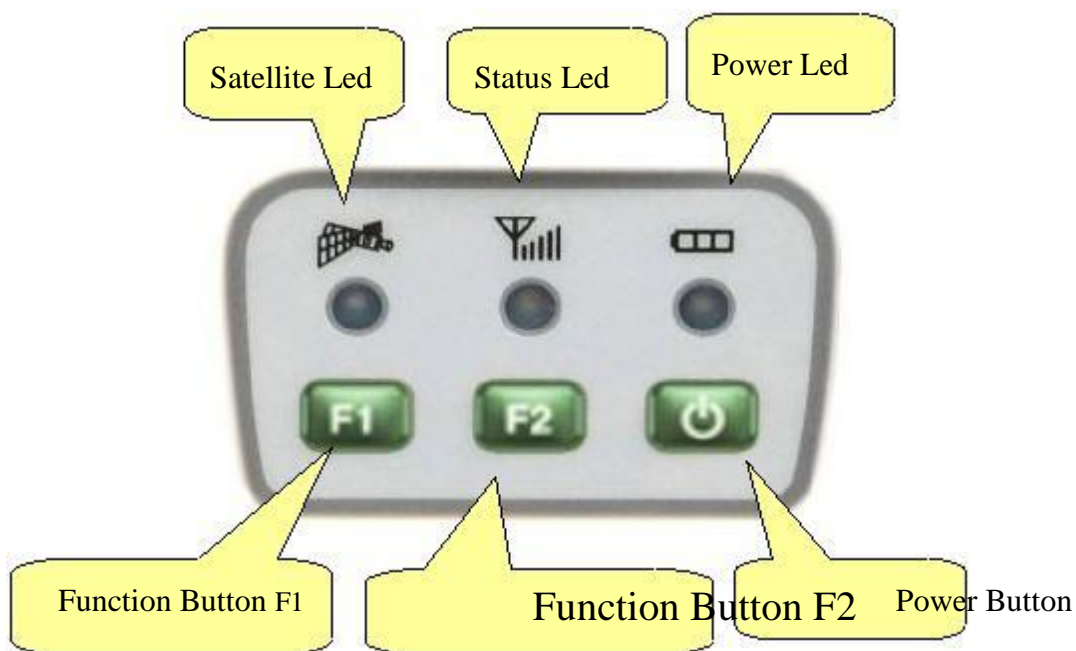 Satellite Led
Status Led
Power Led
F1
F2
Function Button F1
Function Button F2
Power Button